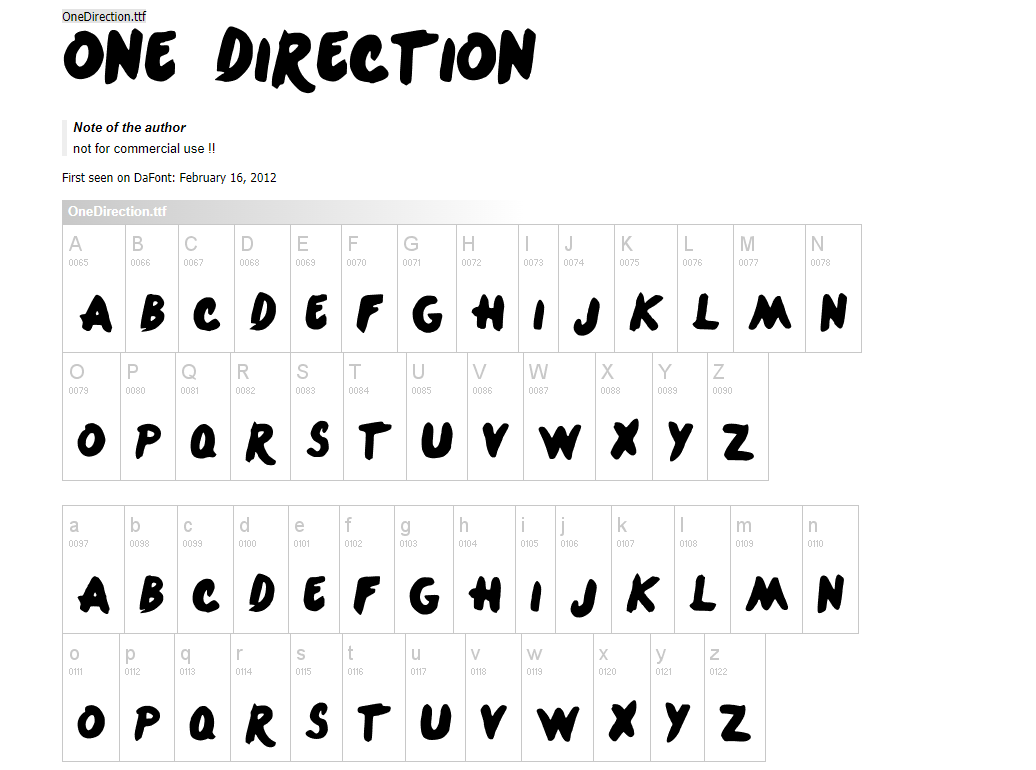 OneDirection.ttf
ONE DIRECTION
Note of the author
not for commercial use !!
First seen on DaFont: February 16, 2012
OneDirection.ttf
A B C D E F G H I J K L M N
0065 0066 0067 0068 0069 0070 0071 0072 0073 0074 0075 0076 0077 0078
A B C D E F G H I J K L M N
O P Q R S T U V W X Y Z
0079 0080 0081 0082 0083 0084 0085 0086 0087 0088 0089 0090
O P Q R S T U V W X Y Z
a b c d e f g h i j k l m n
0097 0098 0099 0100 0101 0102 0103 0104 0105 0106 0107 0108 0109 0110
A B C D E F G H I J K L M N
o p q r s t u v w x y z
0111 0112 0113 0114 0115 0116 0117 0118 0119 0120 0121 0122
O P Q R S T U V W X Y Z